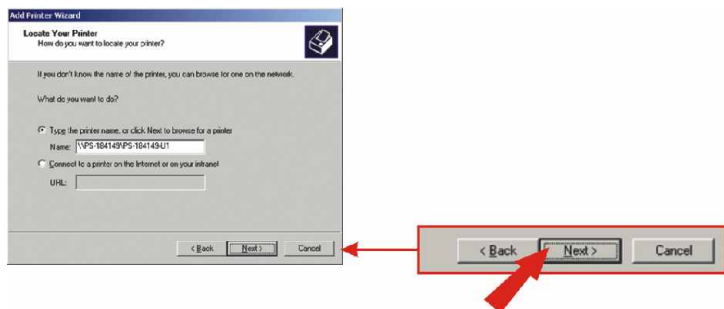 Add Printer Wizard
Locate Your Printer
How do you want to locate your printer?
If you don't know the name of the printer, you can browse for one on the network.
What do you want to do?
Type the printer name, or click Next to browse for a printer
Name: \\PS-184149\PS-184149-U1
Connect to a printer on the Internet or on your intranet
URL:
< Back Next > Cancel
< Back Next > Cancel